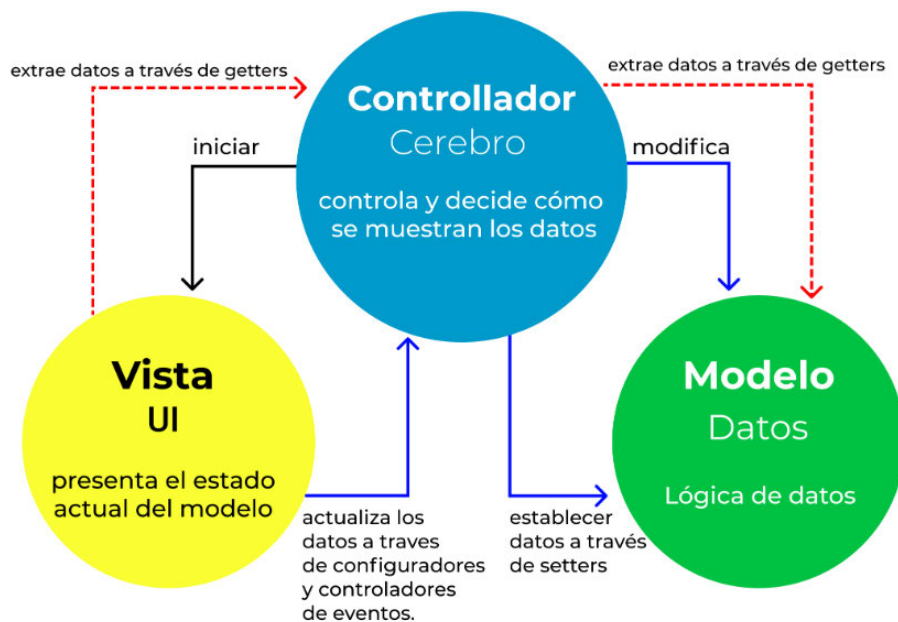 extrae datos a través de getters
extrae datos a través de getters
Controllador
Cerebro
controla y decide cómo
se muestran los datos
iniciar
modifica
Vista
UI
presenta el estado
actual del modelo
Modelo
Datos
Lógica de datos
actualiza los
datos a traves
de configuradores
y controladores
de eventos.
establecer
datos a través
de setters